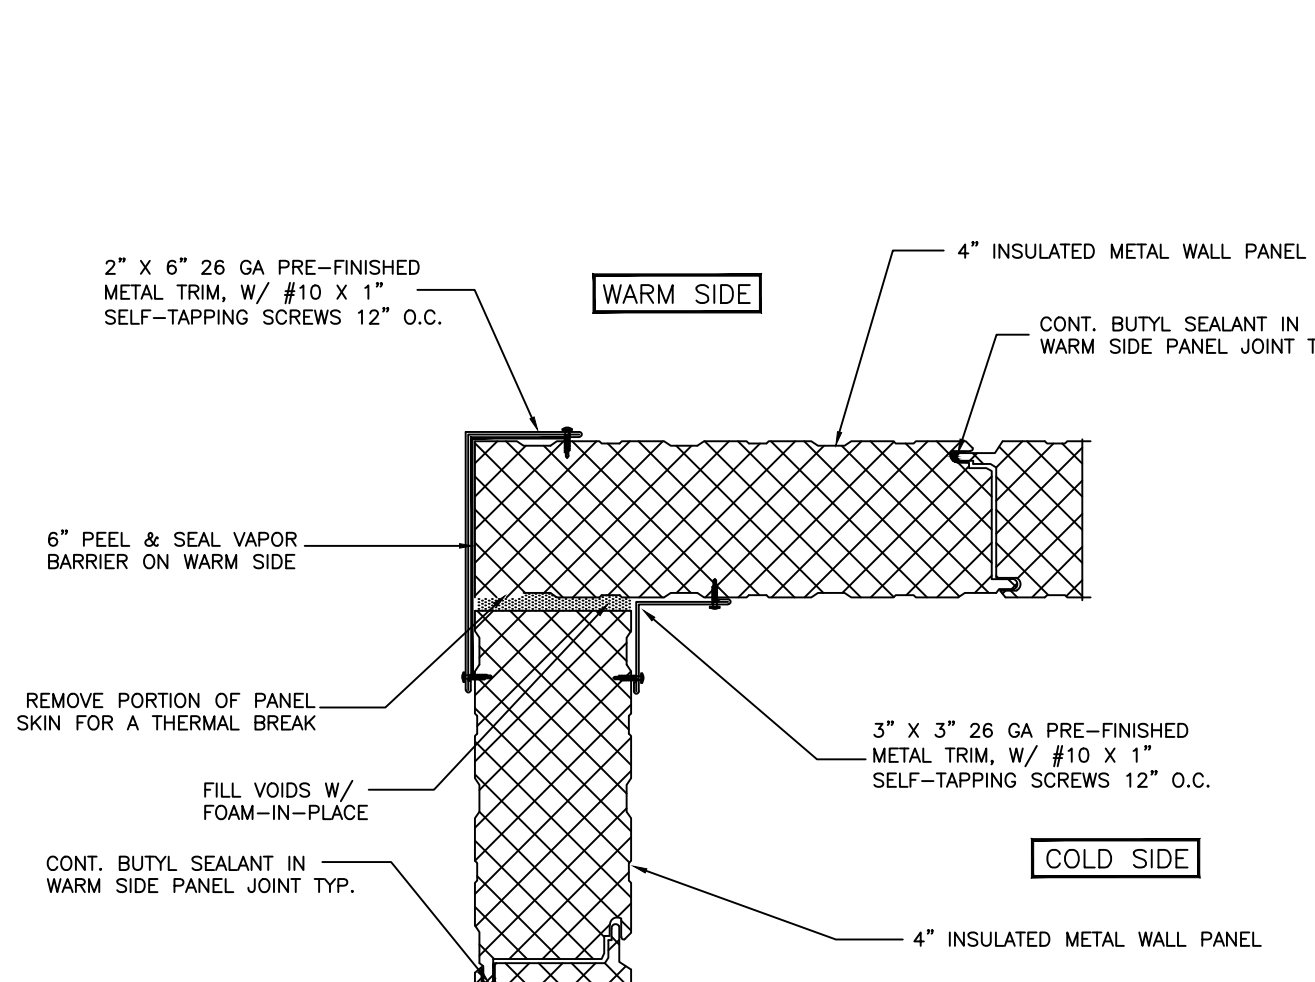 2” X 6” 26 GA PRE–FINISHED
METAL TRIM, W/ #10 X 1”
SELF–TAPPING SCREWS 12” O.C.
WARM SIDE
4” INSULATED METAL WALL PANEL
CONT. BUTYL SEALANT IN
WARM SIDE PANEL JOINT T
6” PEEL & SEAL VAPOR
BARRIER ON WARM SIDE
REMOVE PORTION OF PANEL
SKIN FOR A THERMAL BREAK
3” X 3” 26 GA PRE–FINISHED
METAL TRIM, W/ #10 X 1”
SELF–TAPPING SCREWS 12” O.C.
FILL VOIDS W/
FOAM–IN–PLACE
CONT. BUTYL SEALANT IN
WARM SIDE PANEL JOINT TYP.
COLD SIDE
4” INSULATED METAL WALL PANEL